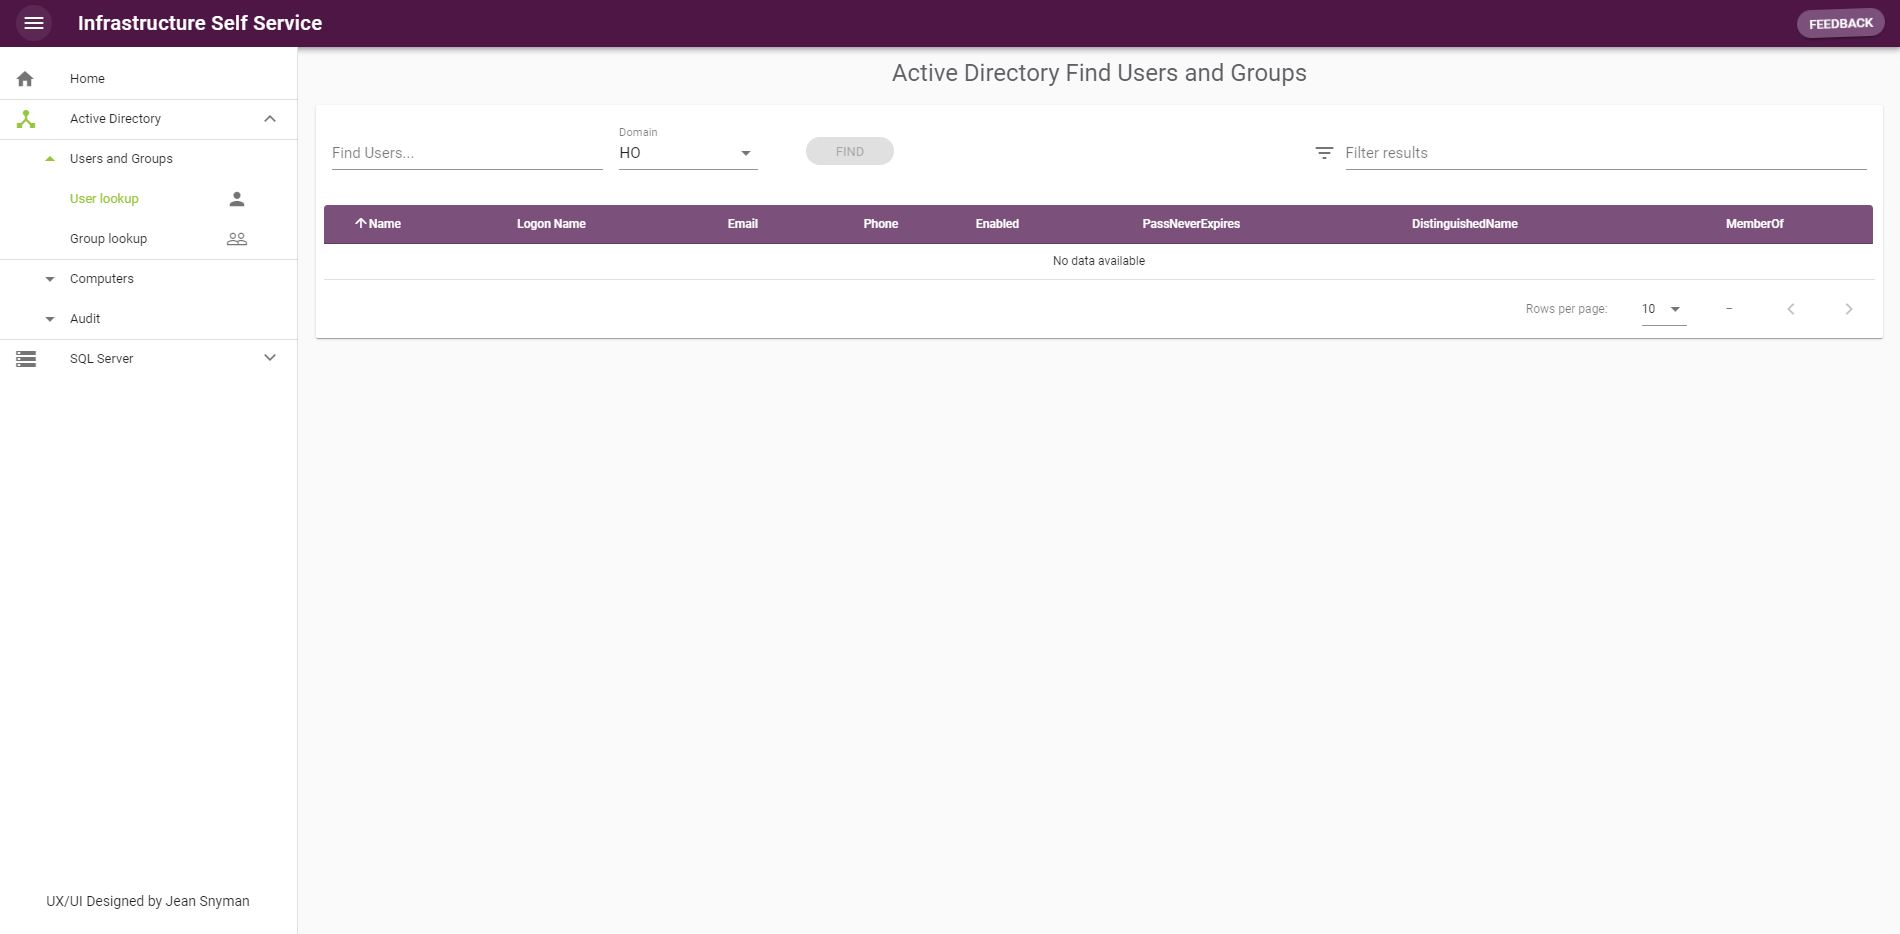 Infrastructure Self Service
FEEDBACK
Home
Active Directory
Users and Groups
User lookup
Group lookup
Computers
Audit
SQL Server
UX/UI Designed by Jean Snyman
Active Directory Find Users and Groups
Find Users...
Domain
HO
FIND
Filter results
Name Logon Name Email Phone Enabled PassNeverExpires DistinguishedName MemberOf
No data available
Rows per page: 10 –